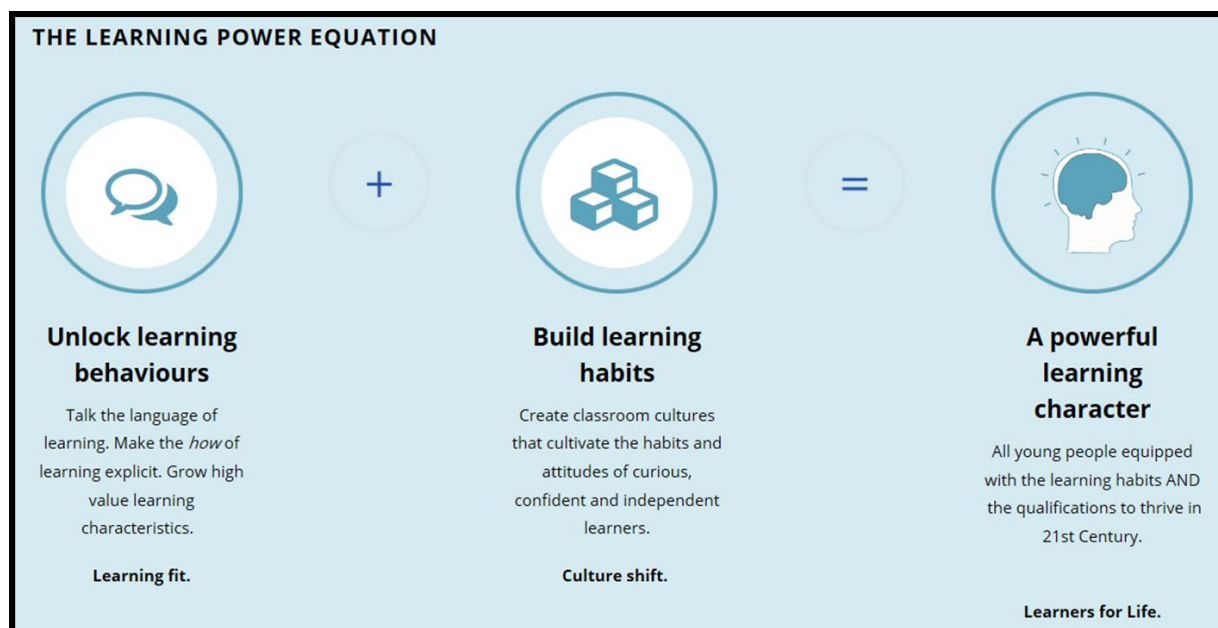 THE LEARNING POWER EQUATION
+
=
Unlock learning
behaviours
Talk the language of
learning. Make the how of
learning explicit. Grow high
value learning
characteristics.
Learning fit.
Build learning
habits
Create classroom cultures
that cultivate the habits and
attitudes of curious,
confident and independent
learners.
Culture shift.
A powerful
learning
character
All young people equipped
with the learning habits AND
the qualifications to thrive in
21st Century.
Learners for Life.